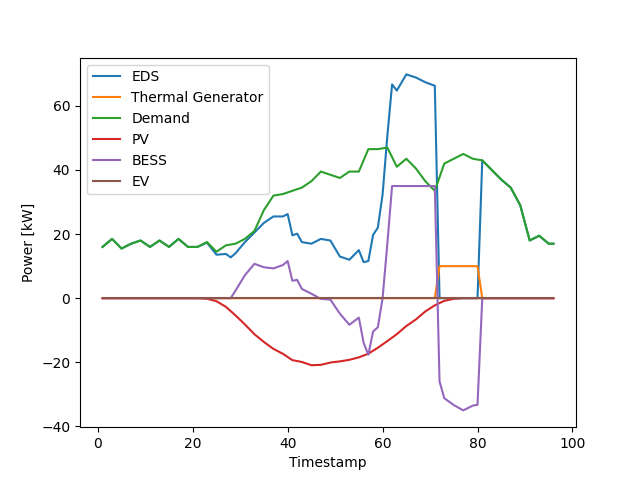 EDS
Thermal Generator
Demand
PV
BESS
EV
Power [kW]
60
40
20
0
−20
−40
0 20 40 60 80 100
Timestamp